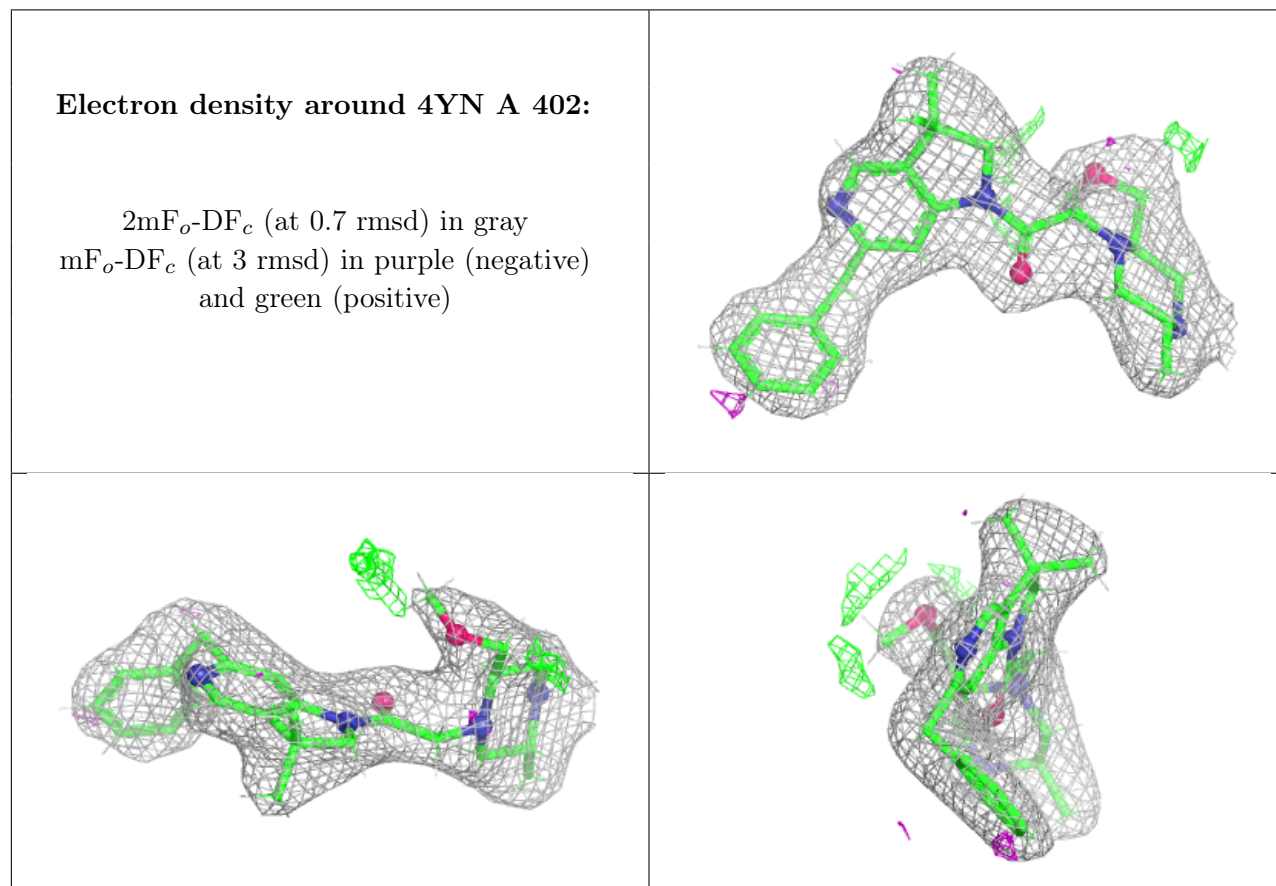 Electron density around 4YN A 402:
2mFo-DFc (at 0.7 rmsd) in gray
mFo-DFc (at 3 rmsd) in purple (negative)
and green (positive)